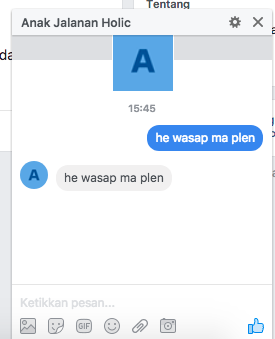 Tentang
Anak Jalanan Holic
da
A
15:45
he wasap ma plen
A
he wasap ma plen
Ketikkan pesan...
GIF